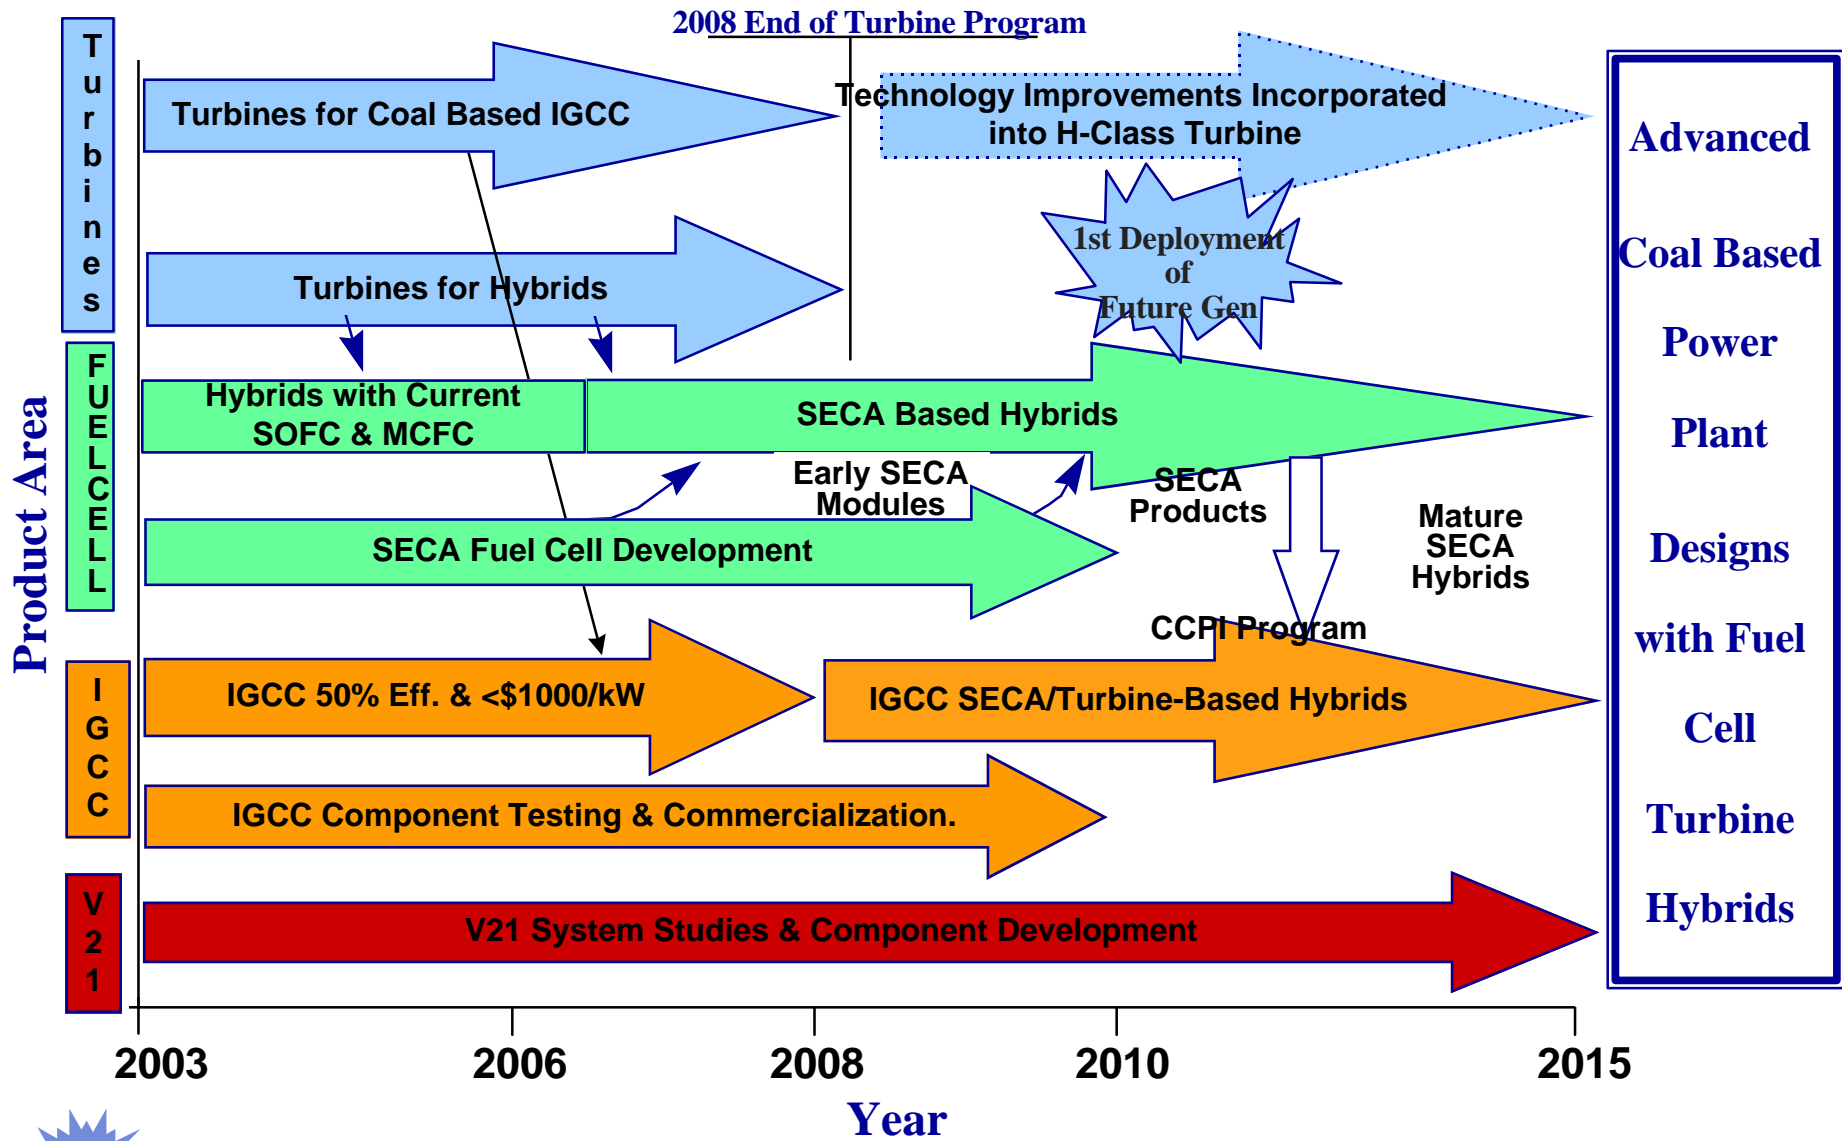 2008 End of Turbine Program
Turbines
Turbines for Coal Based IGCC
Technology Improvements Incorporated
into H-Class Turbine
1st Deployment
of
Future Gen
Turbines for Hybrids
Product Area
FUELCELL
Hybrids with Current
SOFC & MCFC
SECA Based Hybrids
Early SECA
Modules
SECA
Products
Mature
SECA
Hybrids
SECA Fuel Cell Development
CCPI Program
IGCC
IGCC 50% Eff. & <$1000/kW
IGCC SECA/Turbine-Based Hybrids
IGCC Component Testing & Commercialization.
V21
V21 System Studies & Component Development
Advanced
Coal Based
Power
Plant
Designs
with Fuel
Cell
Turbine
Hybrids
2003 2006 2008 2010 2015
Year